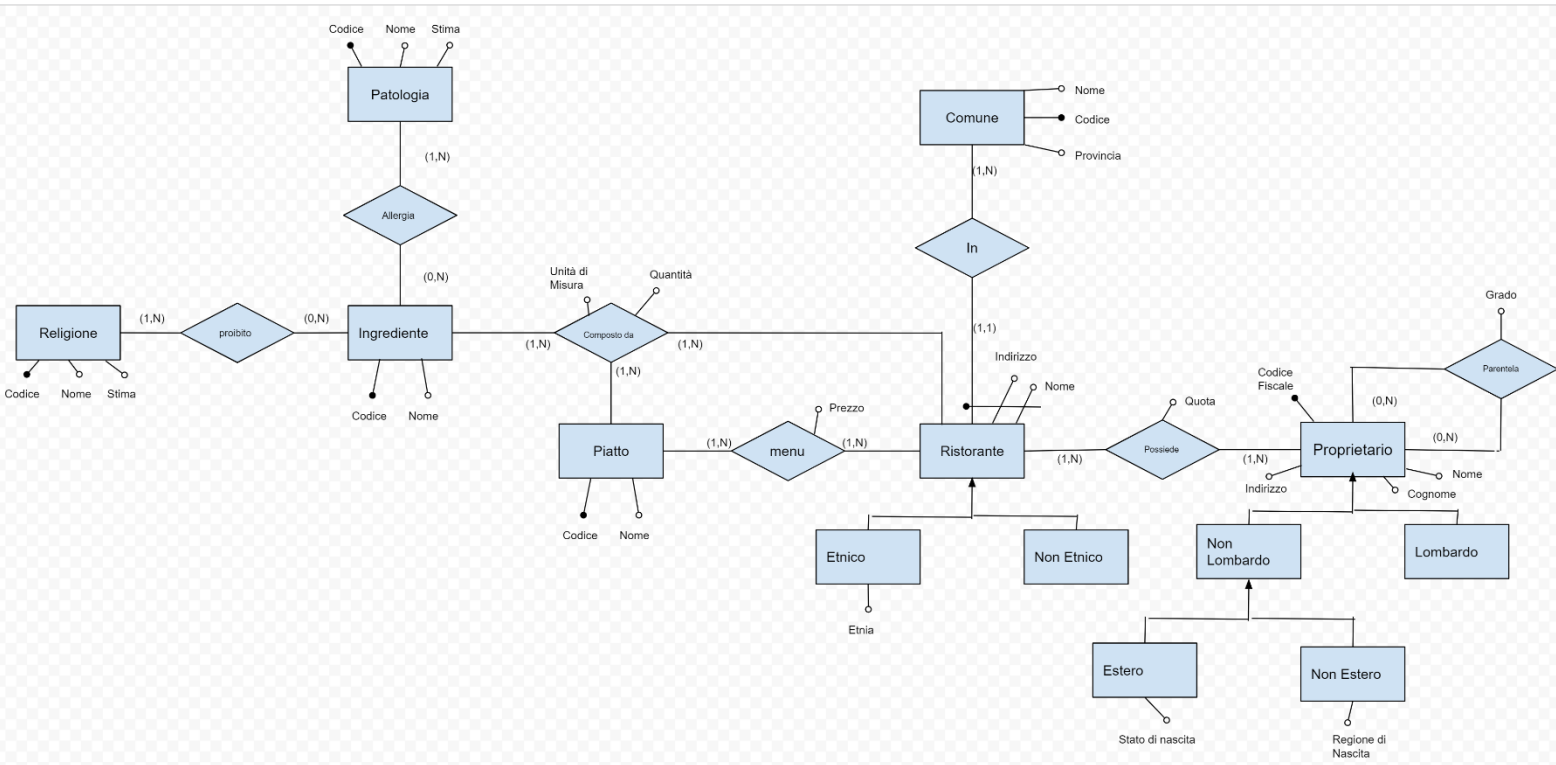 Codice
Nome
Stima
Patologia
(1,N)
Allergia
(0,N)
Comune
Nome
Codice
Provincia
(1,N)
In
(1,1)
Religione
(1,N)
proibito
(0,N)
Ingrediente
Codice
Nome
Stima
Codice
Nome
Unità di
Misura
Quantità
(1,N)
Composto da
(1,N)
(1,N)
Indirizzo
Nome
Piatto
(1,N)
menu
Prezzo
(1,N)
Ristorante
(1,N)
Possiede
Quota
(1,N)
Codice
Fiscale
Proprietario
(0,N)
Grado
Parentela
(0,N)
Indirizzo
Nome
Cognome
Codice
Nome
Etnico
Non Etnico
Etnia
Non
Lombardo
Lombardo
Estero
Non Estero
Stato di nascita
Regione di
Nascita